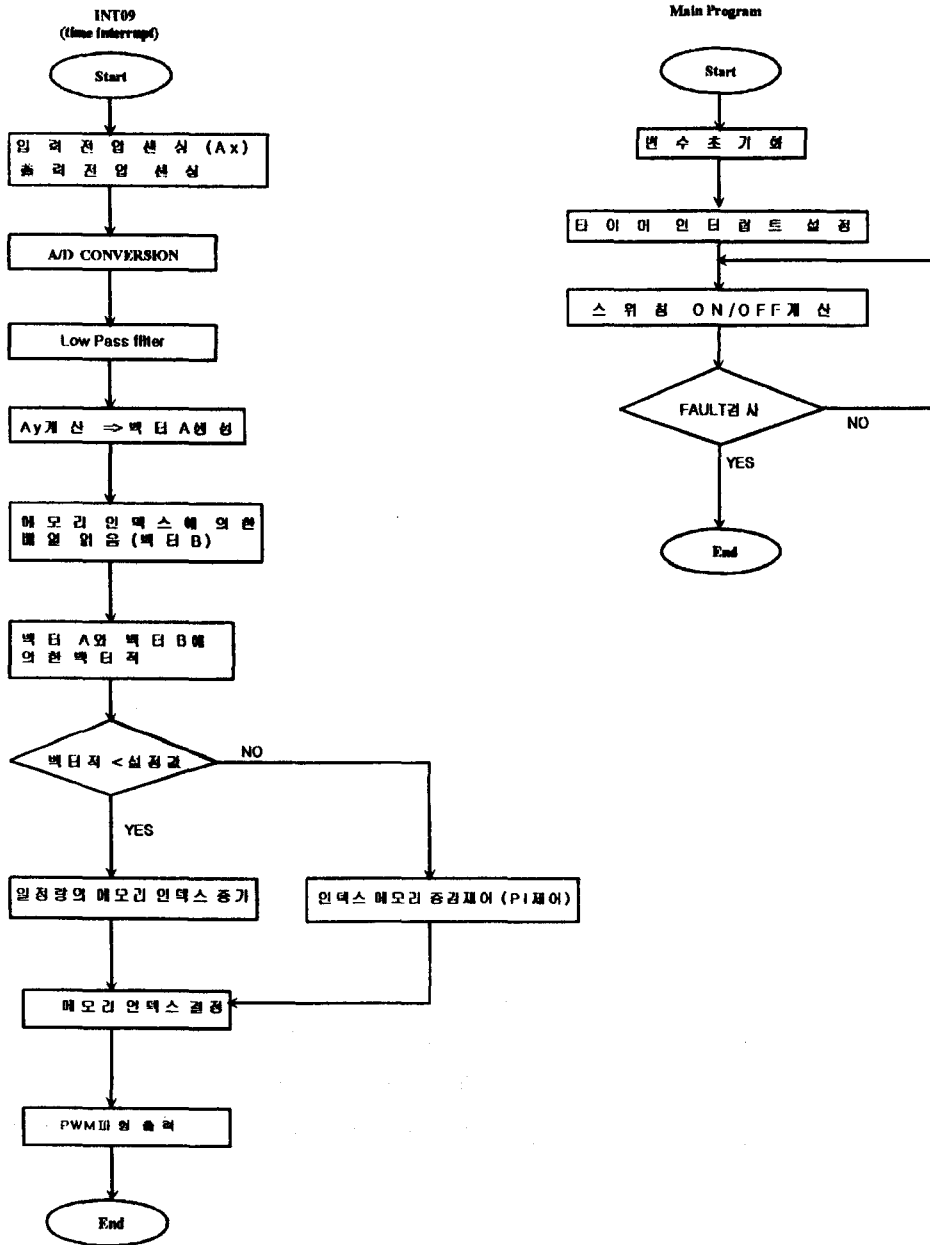 INT09
(time interrupt)
Start
입 력 전 압 센 싱 (Ax)
출 력 전 압 센 싱
A/D CONVERSION
Low Pass filter
Ay계 산 => 벡 터 A생 성
메 모 리 인 덱 스 에 의 한
배 열 읽 음 (벡 터 B)
벡 터 A와 벡 터 B에
의 한 벡 터 적
벡 터 적 < 설 정 값
NO
YES
일 정 량 의 메 모 리 인 덱 스 증 가
인 덱 스 메 모 리 증 감 제 어 (PI제 어)
메 모 리 인 덱 스 결 정
PWM파 형 출 력
End
Main Program
Start
변 수 초 기 화
타 이 머 인 터 럽 트 설 정
스 위 칭 ON/OFF계 산
FAULT검 사
NO
YES
End